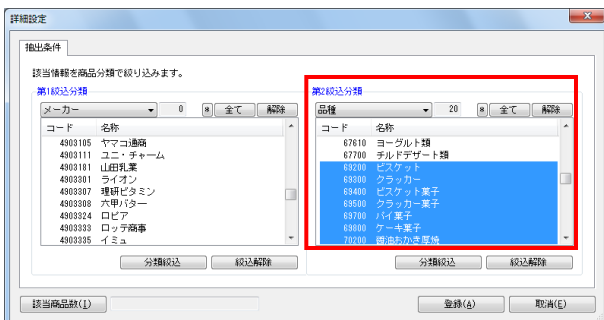 詳細設定
抽出条件
該当情報を商品分類で絞り込みます。
第1絞込分類
メーカー 0 * 全て 解除
コード 名称
4903105 ヤマコ通商
4903111 ユニ・チャーム
4903181 山田乳業
4903301 ライオン
4903307 理研ビタミン
4903308 六甲バター
4903324 ロピア
4903333 ロッテ商事
4903335 イミュ
分類絞込 絞込解除
第2絞込分類
品種 20 * 全て 解除
コード 名称
67610 ヨーグルト類
67700 チルドデザート類
69200 ビスケット
69300 クラッカー
69400 ビスケット菓子
69500 クラッカー菓子
69700 パイ菓子
69800 ケーキ菓子
70200 醤油おかき厚焼
分類絞込 絞込解除
該当商品数(I) 登録(A) 取消(E)